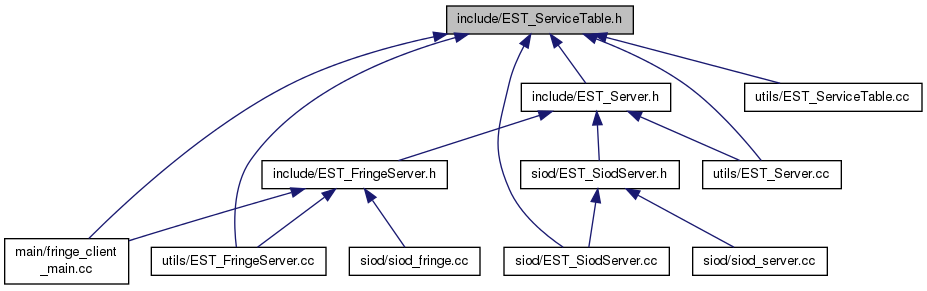 include/EST_ServiceTable.h
include/EST_Server.h
utils/EST_ServiceTable.cc
include/EST_FringeServer.h
siod/EST_SiodServer.h
utils/EST_Server.cc
main/fringe_client
_main.cc
utils/EST_FringeServer.cc
siod/siod_fringe.cc
siod/EST_SiodServer.cc
siod/siod_server.cc